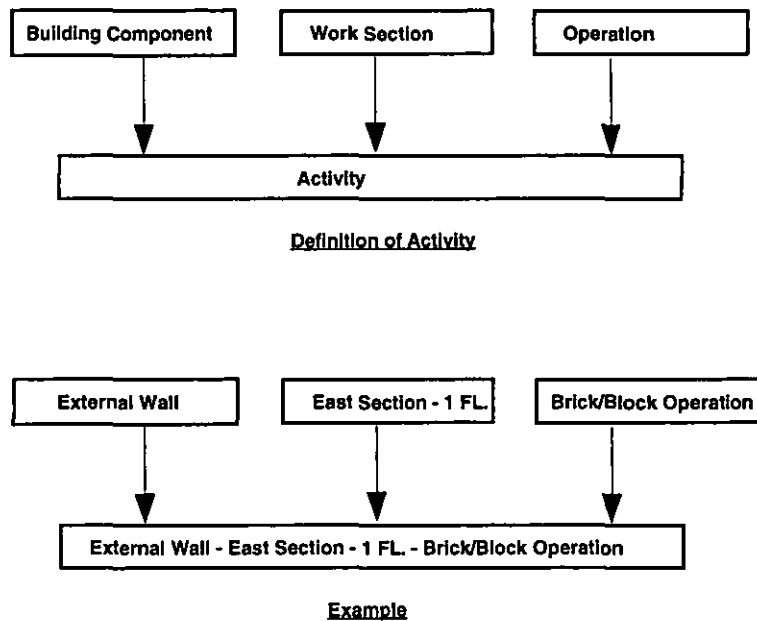 Building Component
Work Section
Operation
Activity
Definition of Activity
External Wall
East Section - 1 FL.
Brick/Block Operation
External Wall - East Section - 1 FL. - Brick/Block Operation
Example